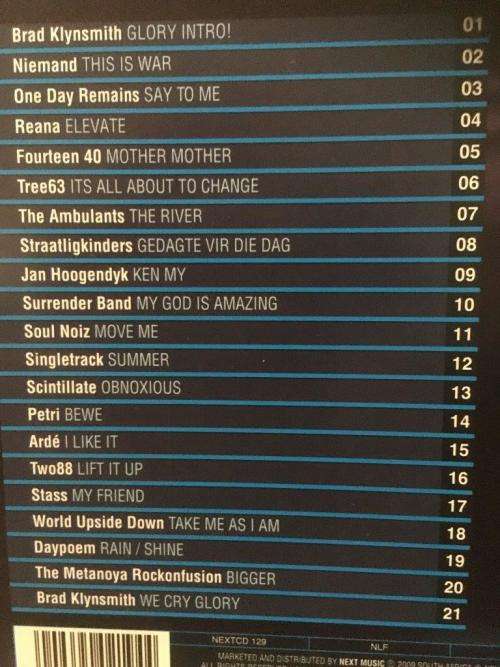 Brad Klynsmith GLORY INTRO! 01
Niemand THIS IS WAR 02
One Day Remains SAY TO ME 03
Reana ELEVATE 04
Fourteen 40 MOTHER MOTHER 05
Tree63 ITS ALL ABOUT TO CHANGE 06
The Ambulants THE RIVER 07
Straatligkinders GEDAGTE VIR DIE DAG 08
Jan Hoogendyk KEN MY 09
Surrender Band MY GOD IS AMAZING 10
Soul Noiz MOVE ME 11
Singletrack SUMMER 12
Scintillate OBNOXIOUS 13
Petri BEWE 14
Ardé I LIKE IT 15
Two88 LIFT IT UP 16
Stass MY FRIEND 17
World Upside Down TAKE ME AS I AM 18
Daypoem RAIN / SHINE 19
The Metanoya Rockonfusion BIGGER 20
Brad Klynsmith WE CRY GLORY 21
NEXTCD 129 NLF
MARKETED AND DISTRIBUTED BY NEXT MUSIC
ALL RIGHTS